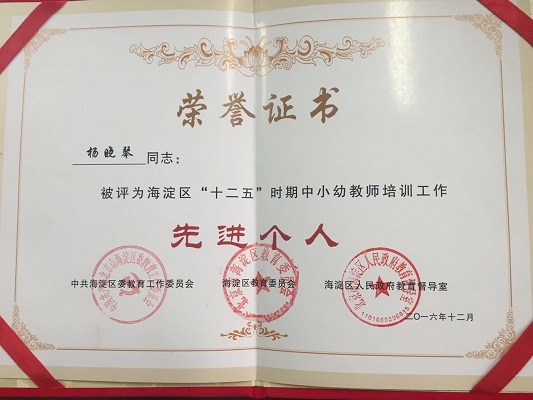 荣誉证书
杨晓琴 同志：
被评为海淀区“十二五”时期中小幼教师培训工作
先进个人
中共海淀区委教育工作委员会 海淀区教育委员会 海淀区人民政府教育督导室
二〇一六年十二月